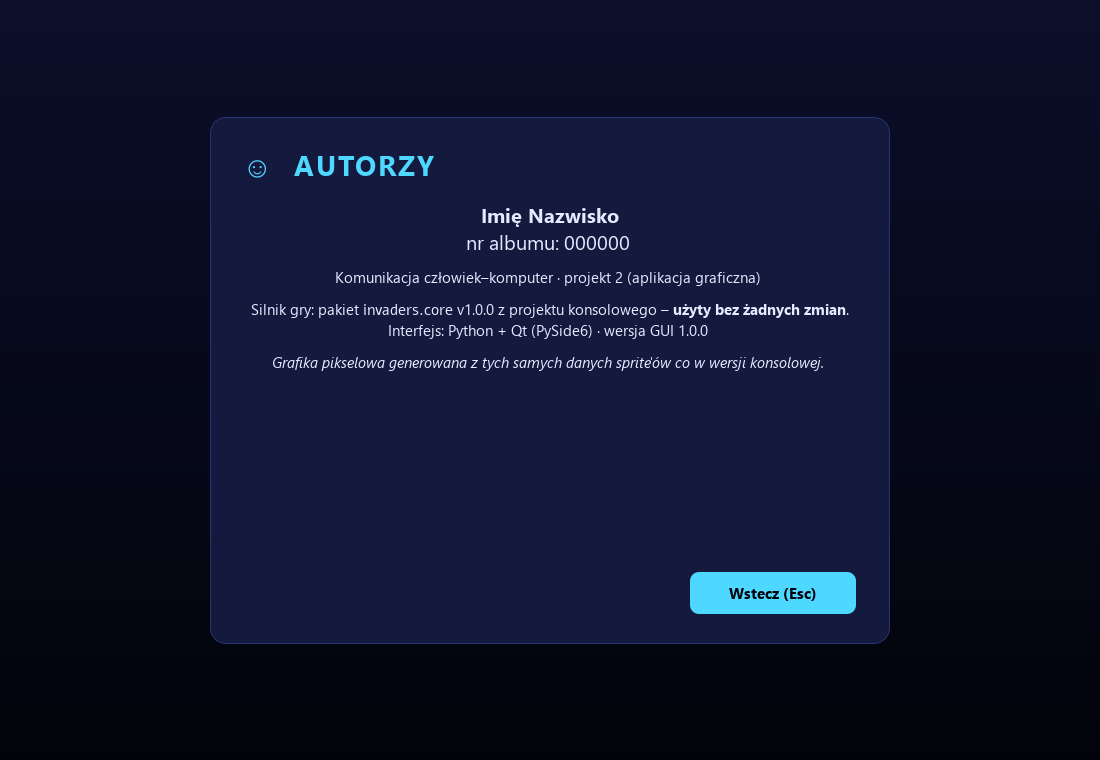 ☺ AUTORZY
Imię Nazwisko
nr albumu: 000000
Komunikacja człowiek–komputer · projekt 2 (aplikacja graficzna)
Silnik gry: pakiet invaders.core v1.0.0 z projektu konsolowego – użyty bez żadnych zmian.
Interfejs: Python + Qt (PySide6) · wersja GUI 1.0.0
Grafika pikselowa generowana z tych samych danych sprite'ów co w wersji konsolowej.
Wstecz (Esc)